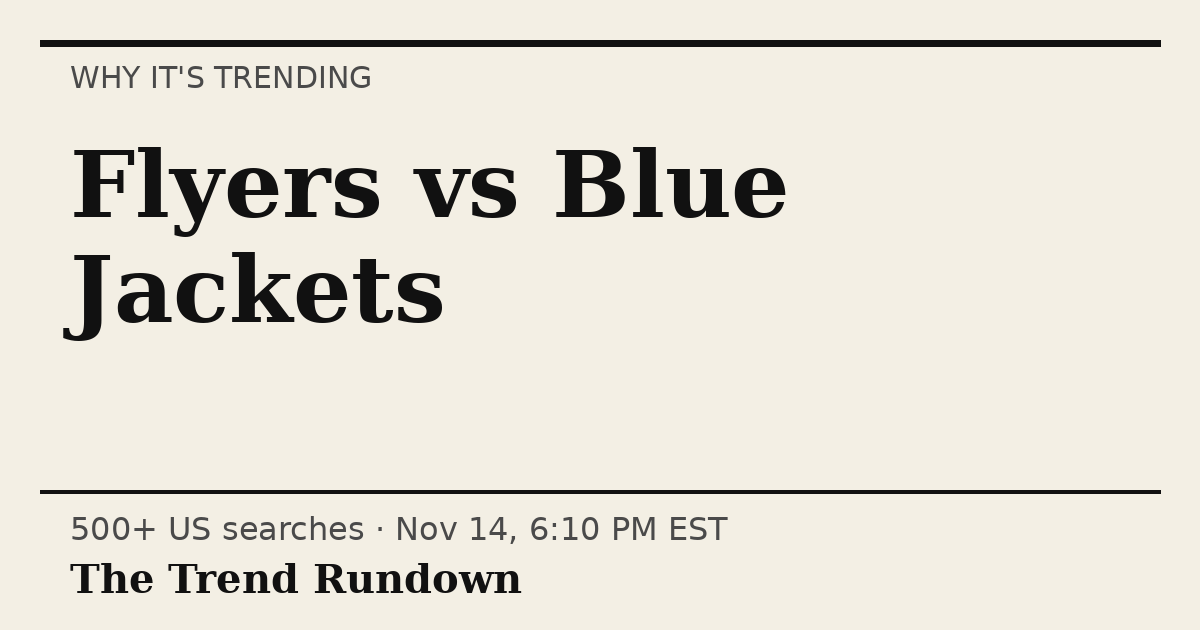 WHY IT'S TRENDING
Flyers vs Blue
Jackets
500+ US searches · Nov 14, 6:10 PM EST
The Trend Rundown